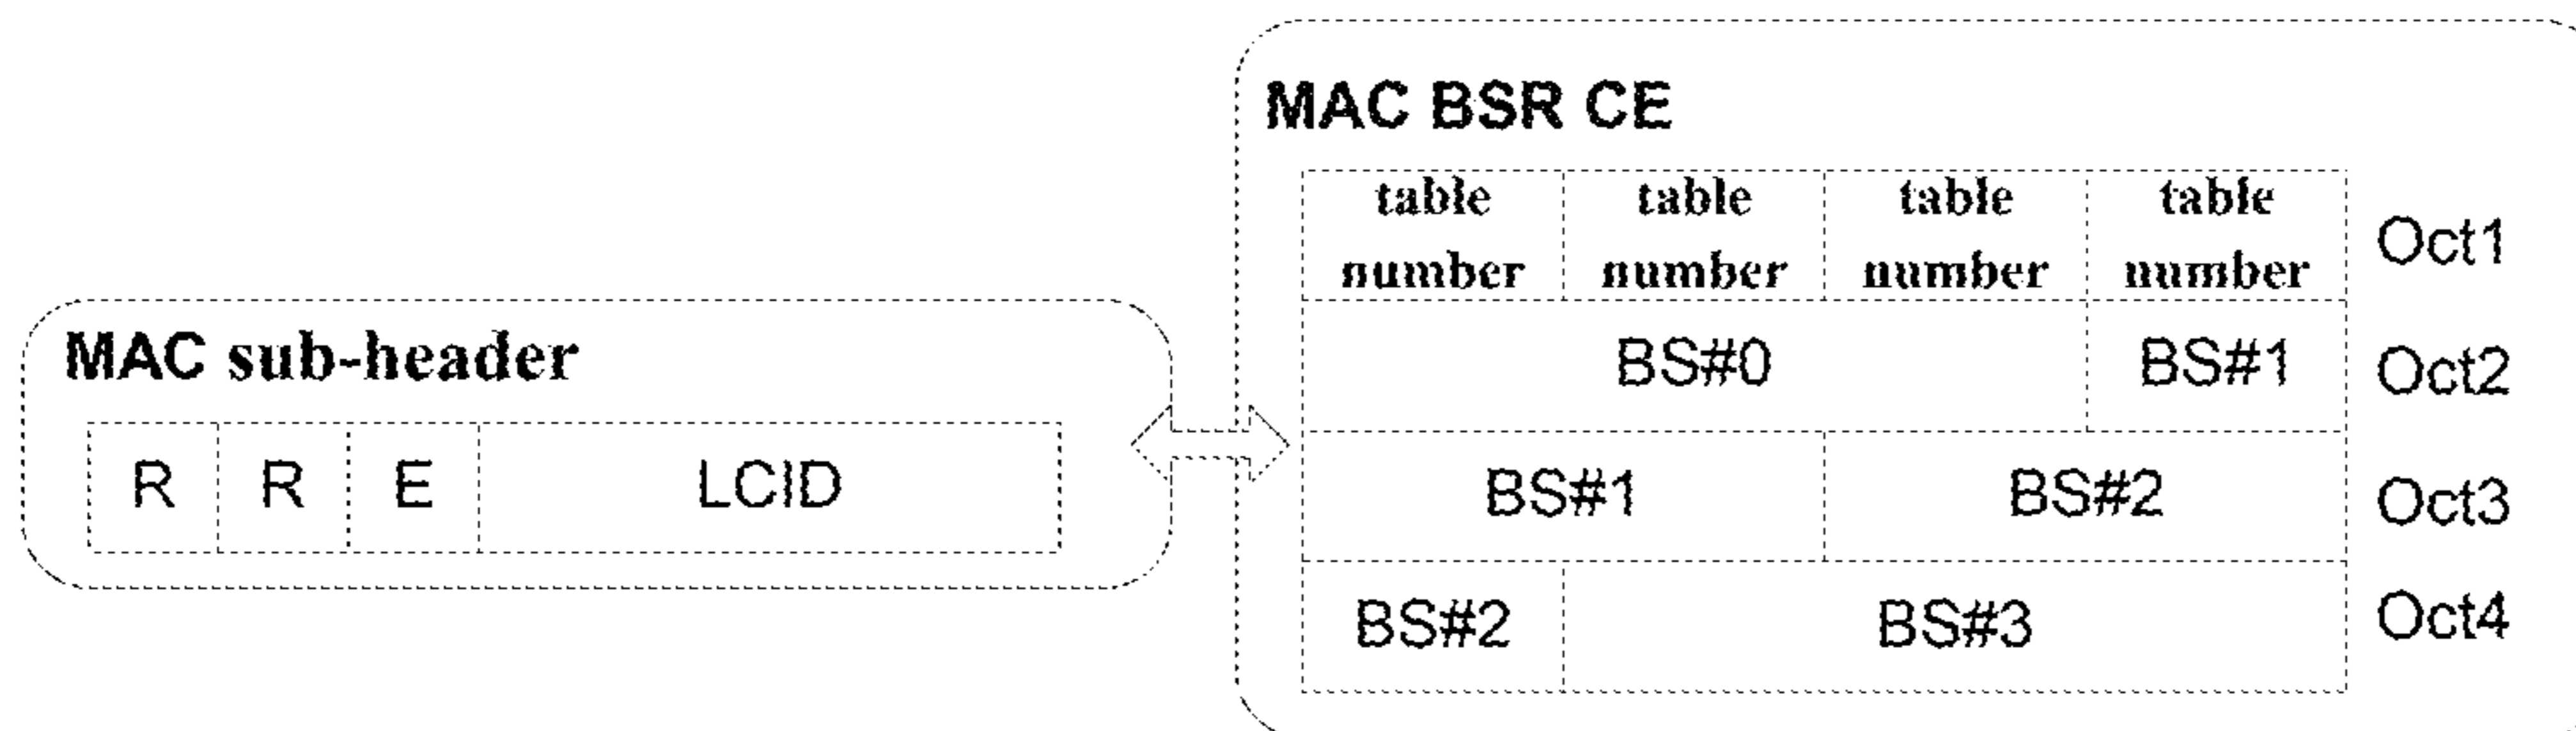 MAC BSR CE
table table table table
number number number number Oct1
BS#0 BS#1 Oct2
BS#1 BS#2 Oct3
BS#2 BS#3 Oct4
MAC sub-header
R R E LCID